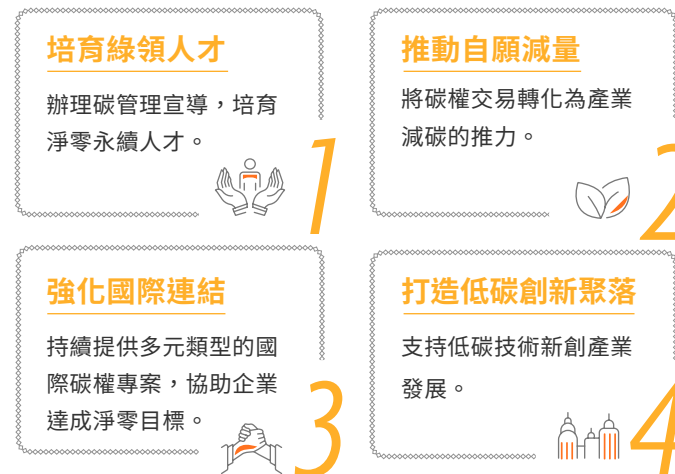 培育綠領人才
辦理碳管理宣導，培育
淨零永續人才。
1
推動自願減量
將碳權交易轉化為產業
減碳的推力。
2
強化國際連結
持續提供多元類型的國
際碳權專案，協助企業
達成淨零目標。
3
打造低碳創新聚落
支持低碳技術新創產業
發展。
4